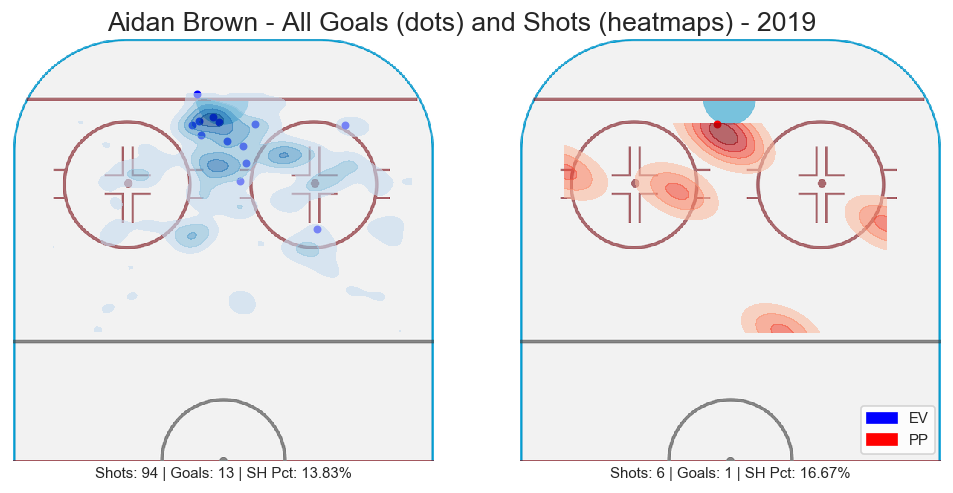 Aidan Brown - All Goals (dots) and Shots (heatmaps) - 2019
EV
PP
Shots: 94 | Goals: 13 | SH Pct: 13.83%
Shots: 6 | Goals: 1 | SH Pct: 16.67%